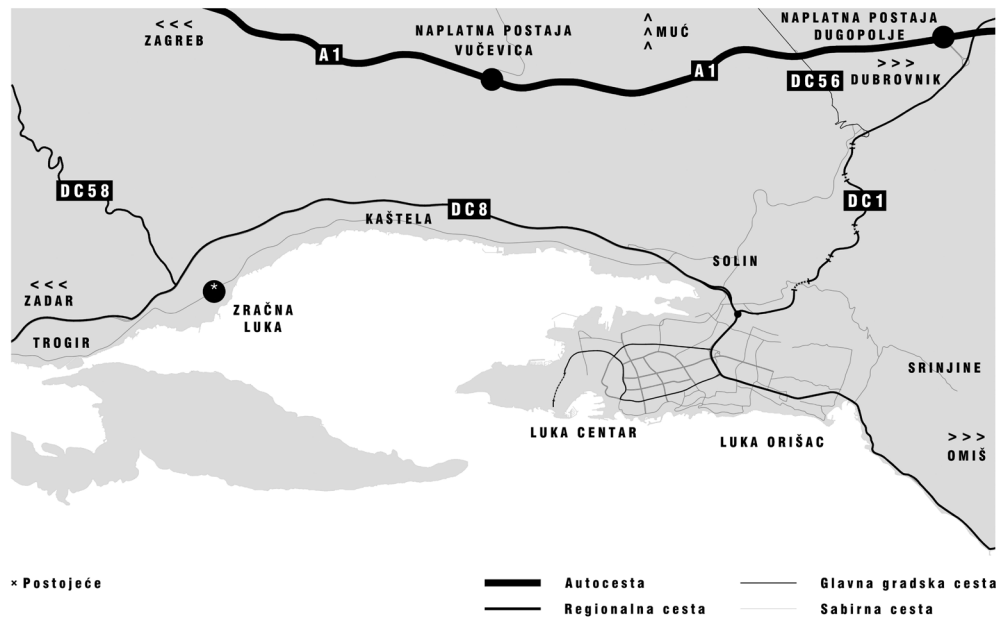 <<<
ZAGREB
A1
NAPLATNA POSTAJA
VUČEVICA
<<<
MUĆ
A1
NAPLATNA POSTAJA
DUGOPOLJE
>>>
DUBROVNIK
DC56
DC58
DC8
KAŠTELA
DC1
SOLIN
<<<
ZADAR
*
ZRAČNA
LUKA
TROGIR
SRINJINE
LUKA CENTAR
LUKA ORIŠAC
>>>
OMIŠ
× Postojeće
Autocesta
Regionalna cesta
Glavna gradska cesta
Sabirna cesta